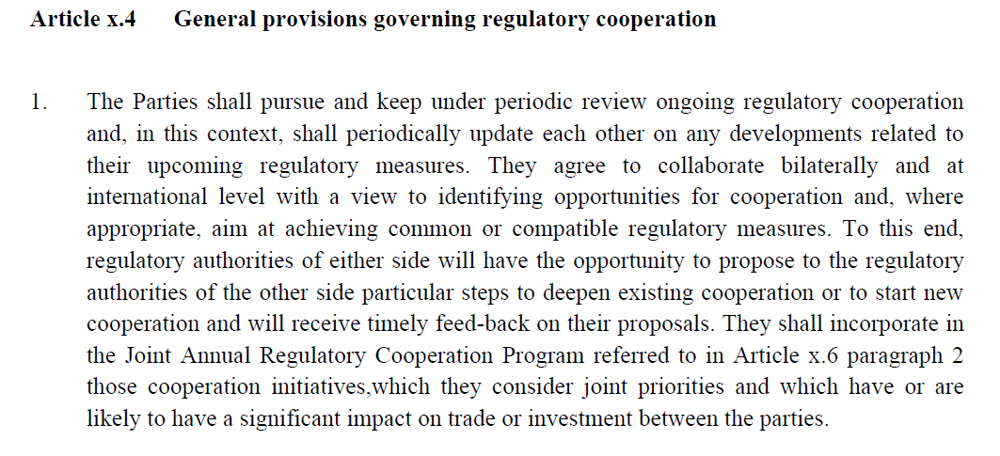 Article x.4 General provisions governing regulatory cooperation
1. The Parties shall pursue and keep under periodic review ongoing regulatory cooperation
and, in this context, shall periodically update each other on any developments related to
their upcoming regulatory measures. They agree to collaborate bilaterally and at
international level with a view to identifying opportunities for cooperation and, where
appropriate, aim at achieving common or compatible regulatory measures. To this end,
regulatory authorities of either side will have the opportunity to propose to the regulatory
authorities of the other side particular steps to deepen existing cooperation or to start new
cooperation and will receive timely feed-back on their proposals. They shall incorporate in
the Joint Annual Regulatory Cooperation Program referred to in Article x.6 paragraph 2
those cooperation initiatives,which they consider joint priorities and which have or are
likely to have a significant impact on trade or investment between the parties.